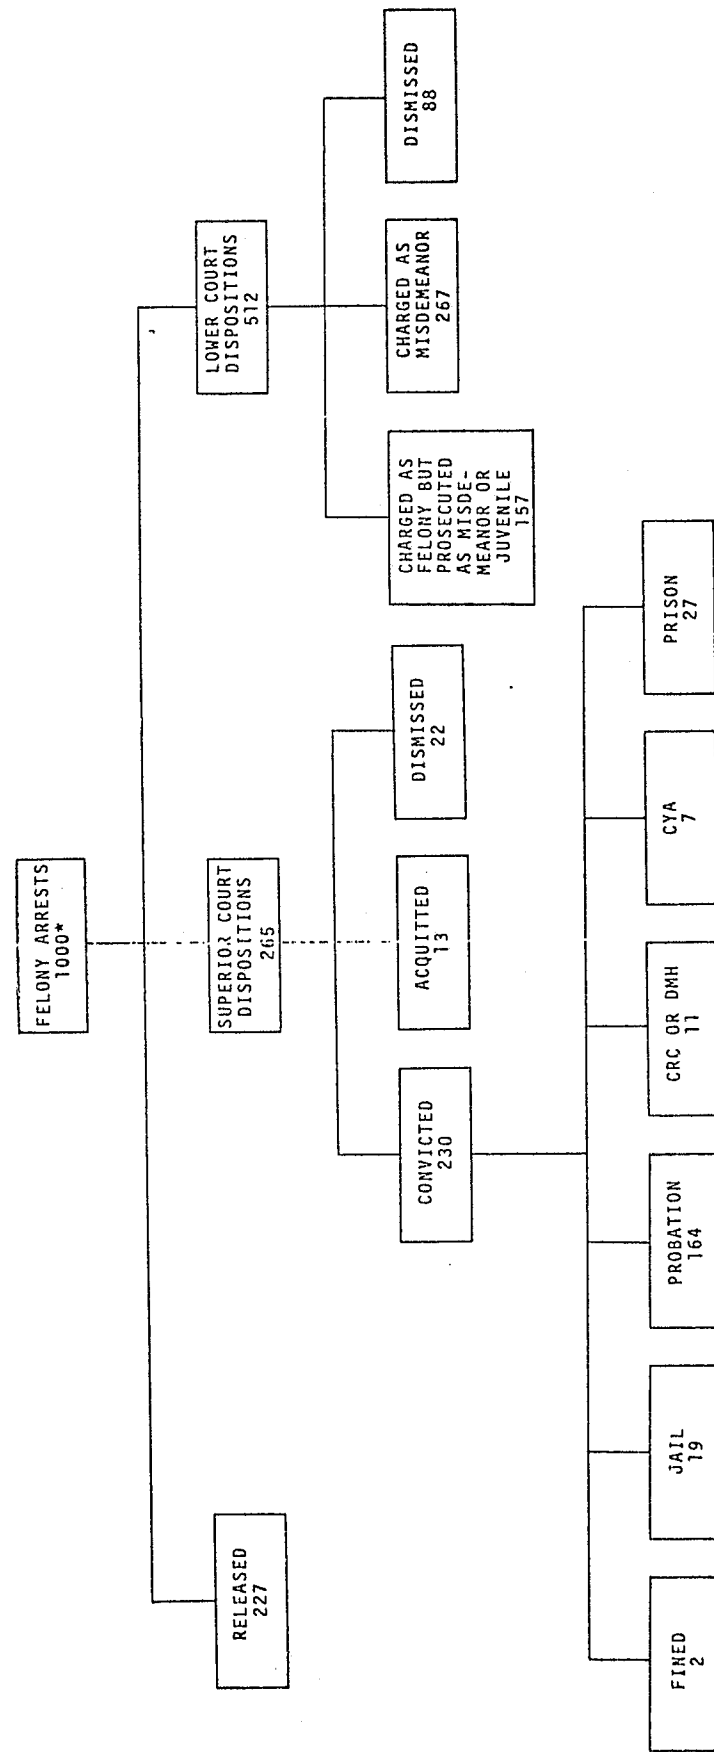 FELONY ARRESTS
1000*
RELEASED
227
SUPERIOR COURT
DISPOSITIONS
265
LOWER COURT
DISPOSITIONS
512
CONVICTED
230
ACQUITTED
13
DISMISSED
22
CHARGED AS
FELONY BUT
PROSECUTED
AS MISDE-
MEANOR OR
JUVENILE
157
CHARGED AS
MISDEMEANOR
267
DISMISSED
88
FINED
2
JAIL
19
PROBATION
164
CRC OR DMH
11
CYA
7
PRISON
27